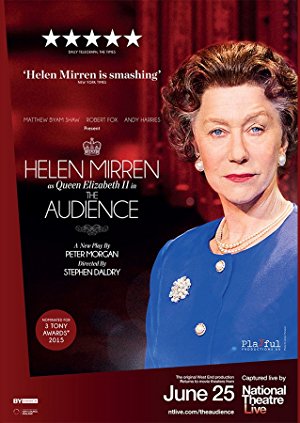 ★★★★★
DAILY TELEGRAPH, THE TIMES
'Helen Mirren is smashing'
NEW YORK TIMES
MATTHEW BYAM SHAW ROBERT FOX ANDY HARRIES
Present
HELEN MIRREN
as Queen Elizabeth II in
THE
AUDIENCE
A New Play By
PETER MORGAN
Directed By
STEPHEN DALDRY
NOMINATED FOR
3 TONY
AWARDS®
2015
Playful
PRODUCTIONS
The original West End production
Returns to movie theaters from
June 25
ntlive.com/theaudience
Captured live by
National
Theatre
Live
BY